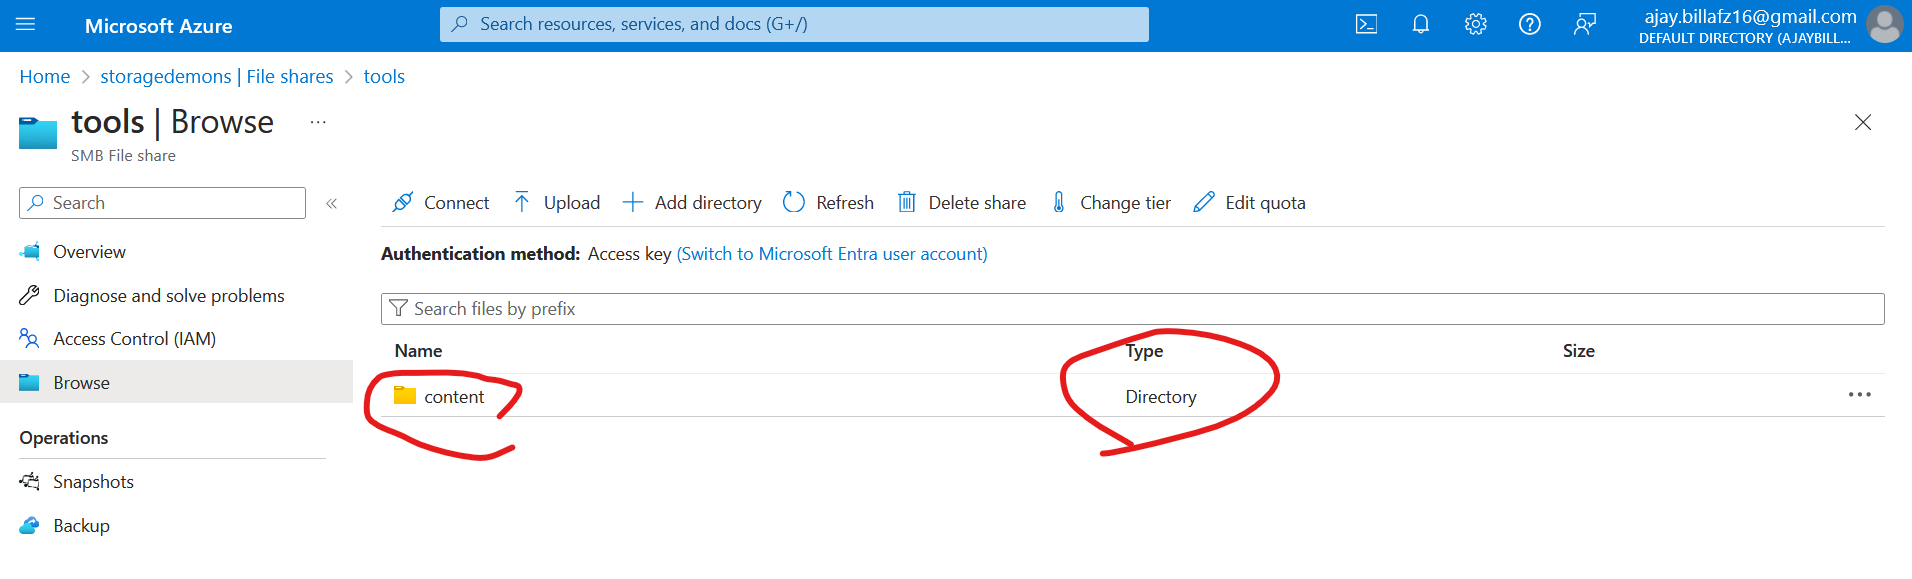 Microsoft Azure
Search resources, services, and docs (G+/)
ajay.billafz16@gmail.com
DEFAULT DIRECTORY (AJAYBILL...
Home > storagedemons | File shares > tools
tools | Browse ...
SMB File share
Search «
Connect Upload Add directory Refresh Delete share Change tier Edit quota
Overview
Diagnose and solve problems
Access Control (IAM)
Browse
Operations
Snapshots
Backup
Authentication method: Access key (Switch to Microsoft Entra user account)
Search files by prefix
Name Type Size
content Directory ...